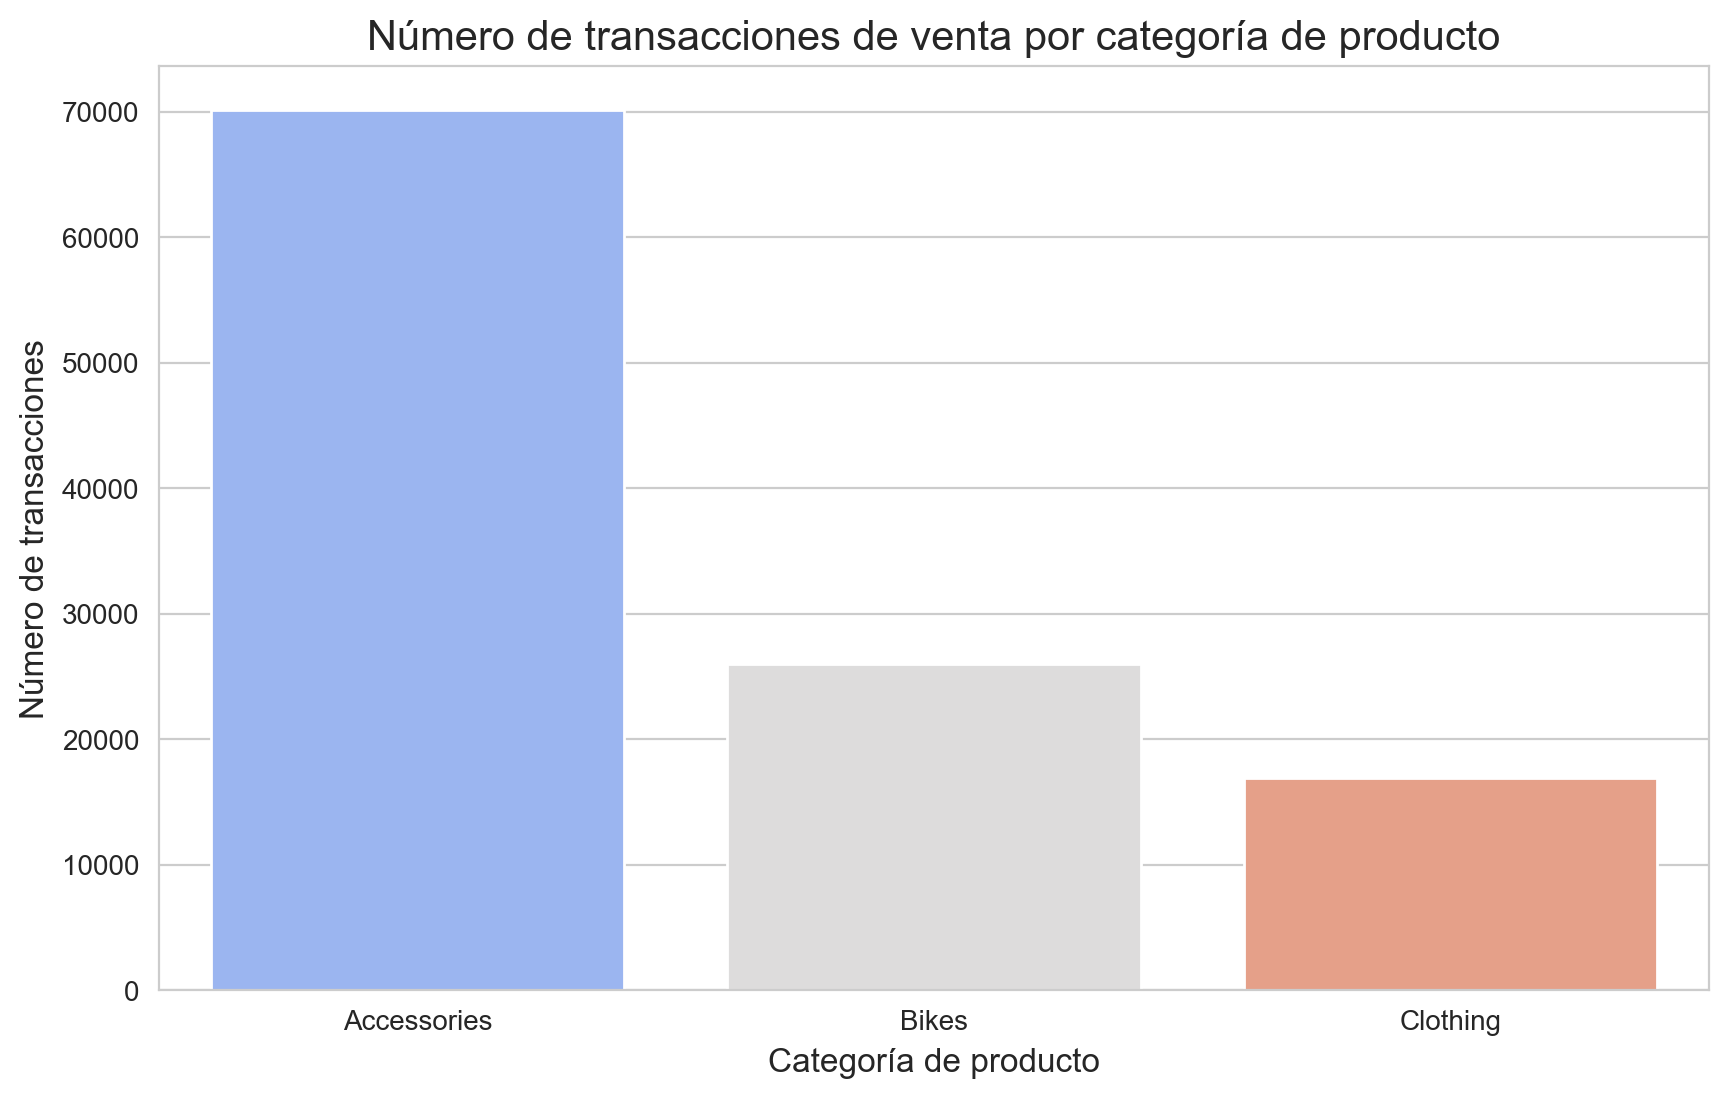 Número de transacciones de venta por categoría de producto
Número de transacciones
70000
60000
50000
40000
30000
20000
10000
0
Accessories
Bikes
Clothing
Categoría de producto